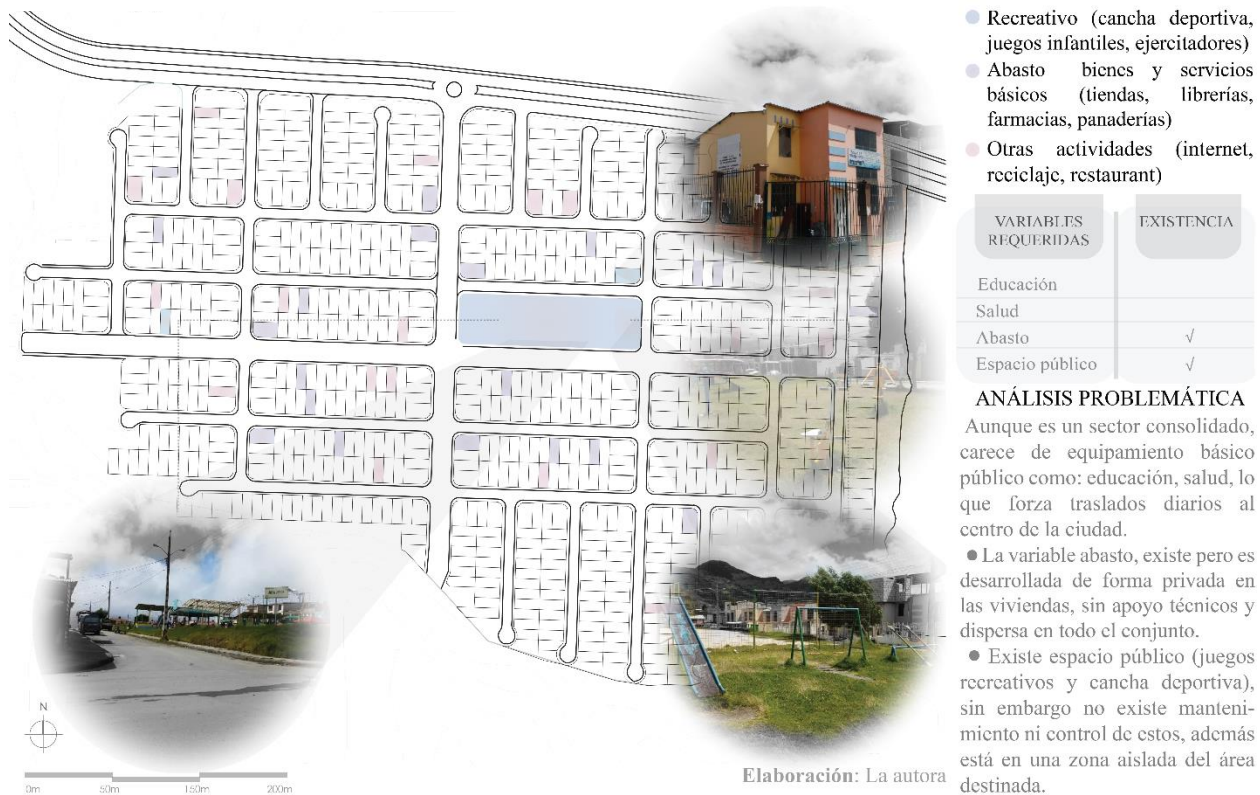 Recreativo (cancha deportiva,
juegos infantiles, ejercitadores)
Abasto bienes y servicios
básicos (tiendas, librerías,
farmacias, panaderías)
Otras actividades (internet,
reciclaje, restaurant)
VARIABLES
REQUERIDAS
EXISTENCIA
Educación
Salud
Abasto √
Espacio público √
ANÁLISIS PROBLEMÁTICA
Aunque es un sector consolidado,
carece de equipamiento básico
público como: educación, salud, lo
que forza traslados diarios al
centro de la ciudad.
● La variable abasto, existe pero es
desarrollada de forma privada en
las viviendas, sin apoyo técnicos y
dispersa en todo el conjunto.
● Existe espacio público (juegos
recreativos y cancha deportiva),
sin embargo no existe manteni-
miento ni control de estos, además
está en una zona aislada del área
destinada.
Elaboración: La autora
N
0m 50m 150m 200m